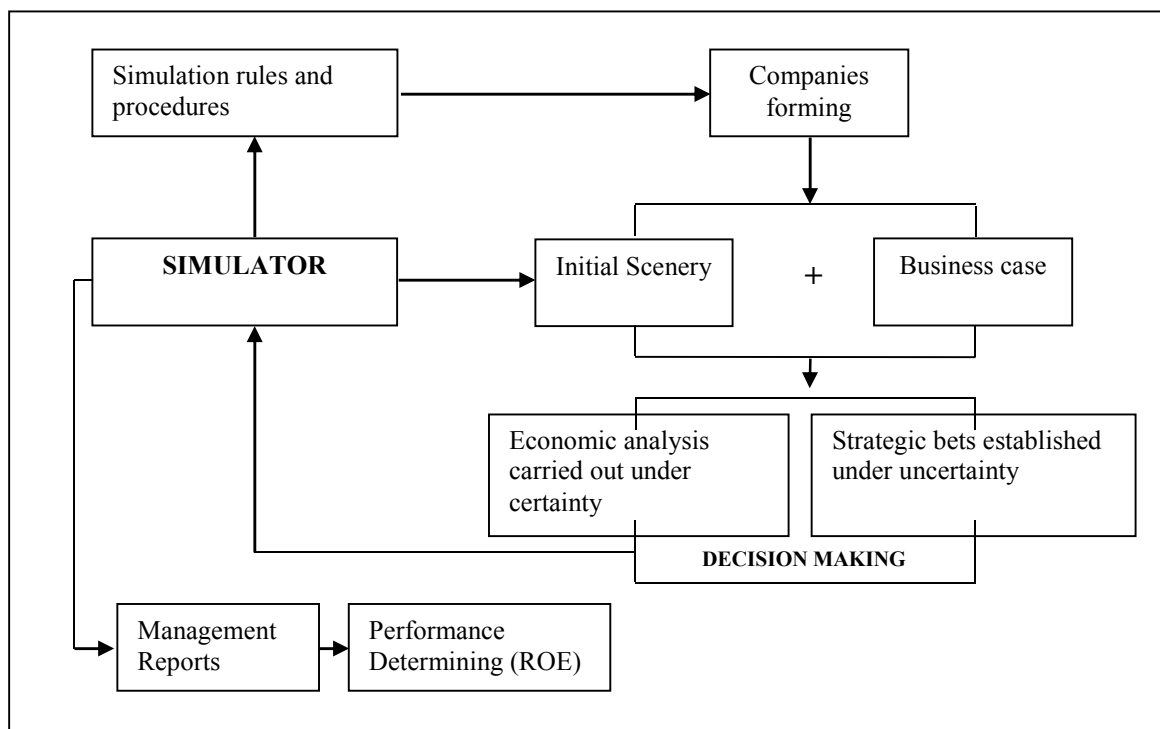 Simulation rules and
procedures
Companies
forming
SIMULATOR
Initial Scenery
+
Business case
Economic analysis
carried out under
certainty
Strategic bets established
under uncertainty
DECISION MAKING
Management
Reports
Performance
Determining (ROE)